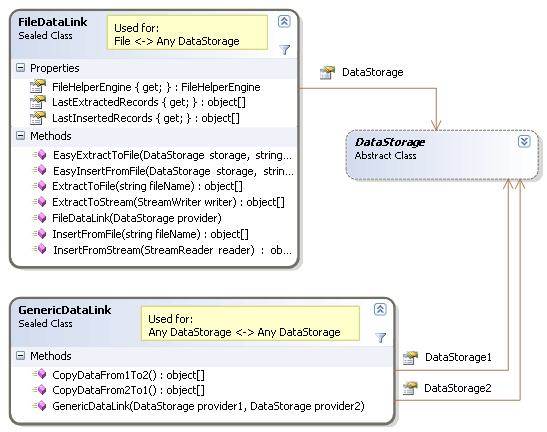 FileDataLink
Sealed Class
Used for:
File <-> Any DataStorage
Properties
FileHelperEngine { get; } : FileHelperEngine
LastExtractedRecords { get; } : object[]
LastInsertedRecords { get; } : object[]
Methods
EasyExtractToFile(DataStorage storage, string...
EasyInsertFromFile(DataStorage storage, strin...
ExtractToFile(string fileName) : object[]
ExtractToStream(StreamWriter writer) : object[]
FileDataLink(DataStorage provider)
InsertFromFile(string fileName) : object[]
InsertFromStream(StreamReader reader) : ob...
DataStorage
DataStorage
Abstract Class
GenericDataLink
Sealed Class
Used for:
Any DataStorage <-> Any DataStorage
Methods
CopyDataFrom1To2() : object[]
CopyDataFrom2To1() : object[]
GenericDataLink(DataStorage provider1, DataStorage provider2)
DataStorage1
DataStorage2